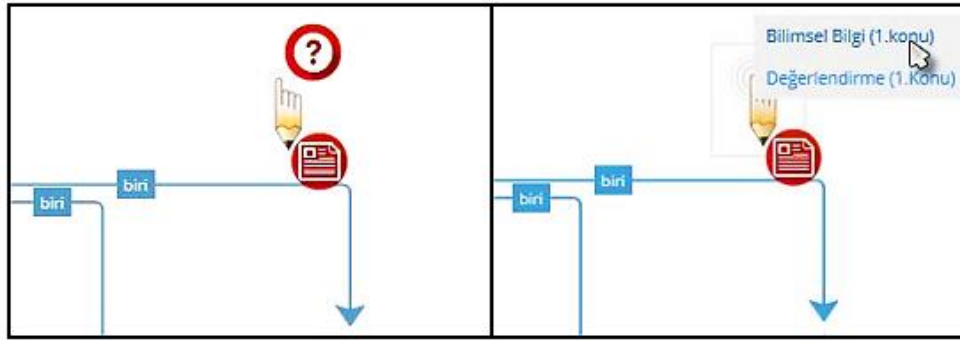 ?
biri
biri
Bilimsel Bilgi (1.konu)
Değerlendirme (1.Konu)
biri
biri